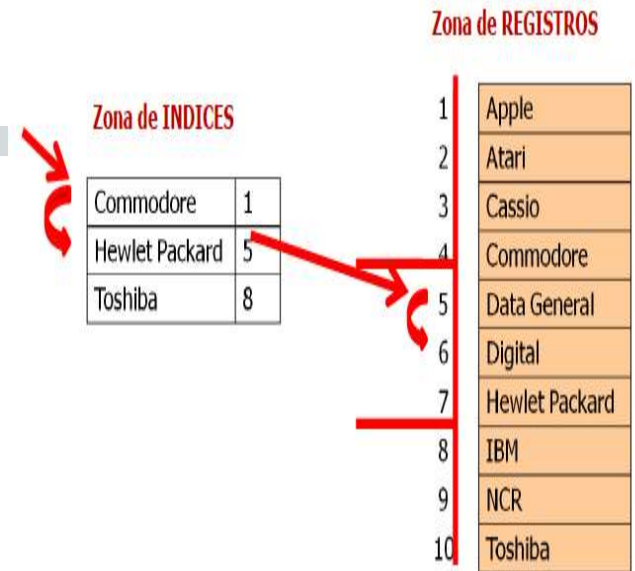 Zona de REGISTROS
Zona de INDICES
Commodore 1
Hewlet Packard 5
Toshiba 8
1 Apple
2 Atari
3 Cassio
4 Commodore
5 Data General
6 Digital
7 Hewlet Packard
8 IBM
9 NCR
10 Toshiba